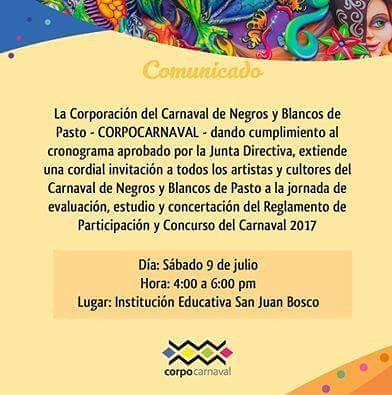 Comunicado
La Corporación del Carnaval de Negros y Blancos de
Pasto - CORPOCARNAVAL - dando cumplimiento al
cronograma aprobado por la Junta Directiva, extiende
una cordial invitación a todos los artistas y cultores del
Carnaval de Negros y Blancos de Pasto a la jornada de
evaluación, estudio y concertación del Reglamento de
Participación y Concurso del Carnaval 2017
Día: Sábado 9 de julio
Hora: 4:00 a 6:00 pm
Lugar: Institución Educativa San Juan Bosco
corpocarnaval